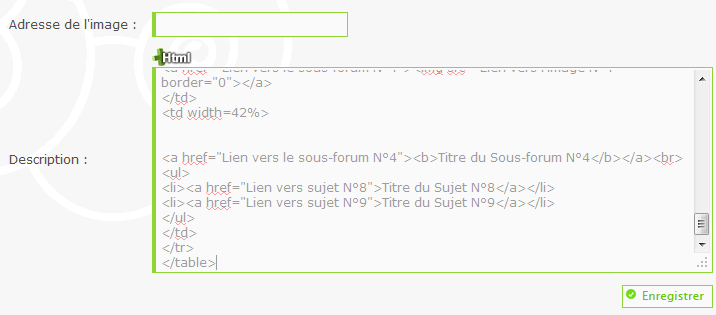 Adresse de l'image :
Html
border="0"></a>
</td>
<td width=42%>
Description :
<a href="Lien vers le sous-forum N°4"><b>Titre du Sous-forum N°4</b></a><br>
<ul>
<li><a href="Lien vers sujet N°8">Titre du Sujet N°8</a></li>
<li><a href="Lien vers sujet N°9">Titre du Sujet N°9</a></li>
</ul>
</td>
</tr>
</table>
Enregistrer